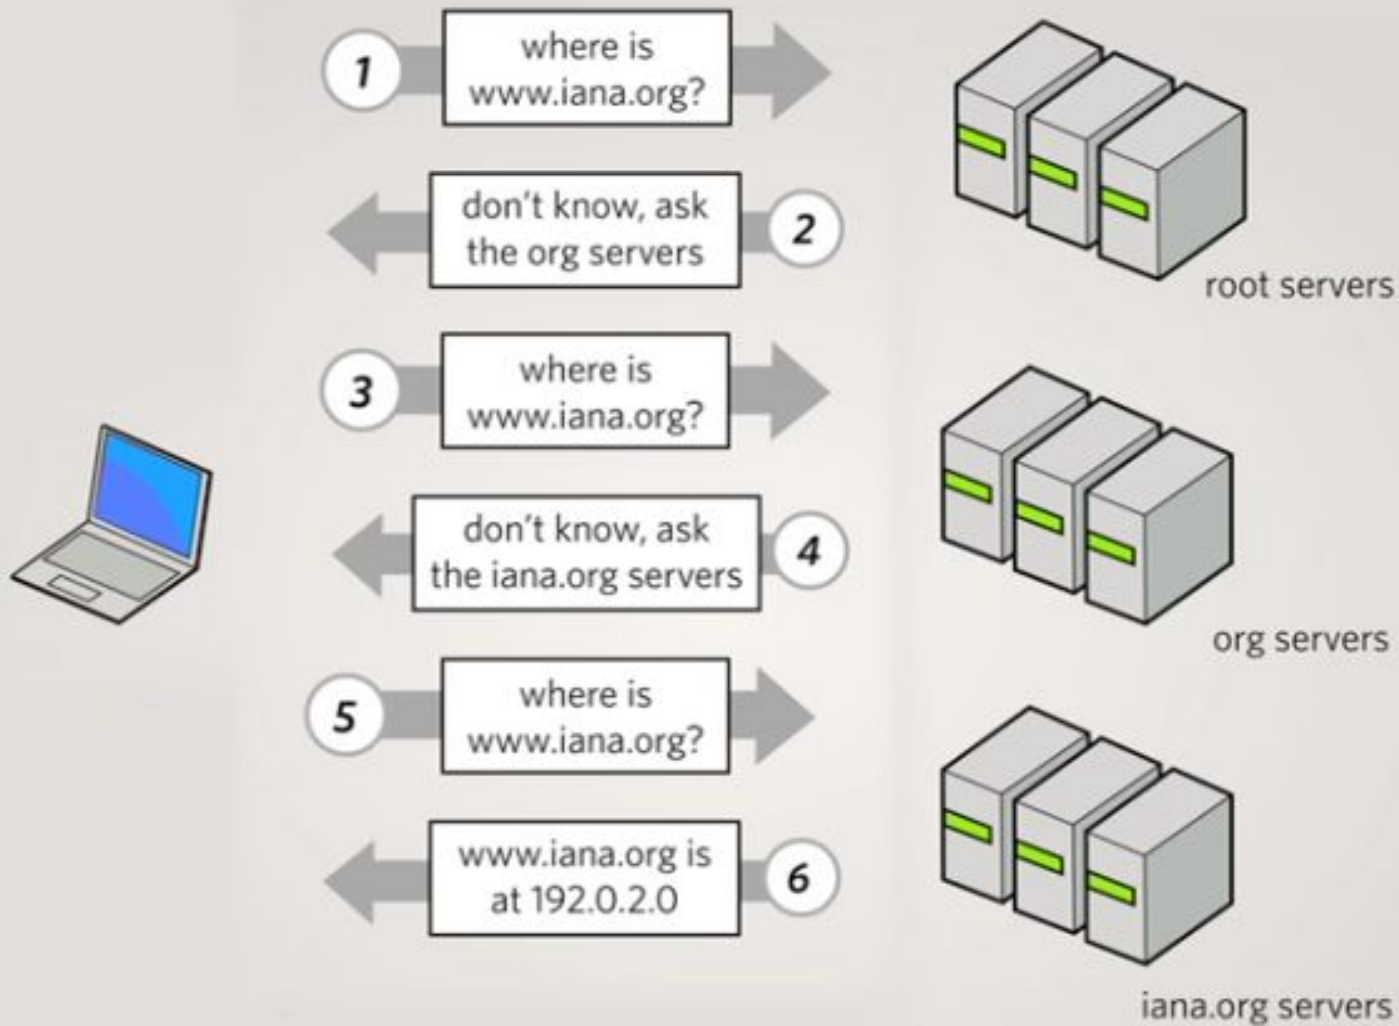 1
where is
www.iana.org?
don't know, ask
the org servers
2
root servers
3
where is
www.iana.org?
don't know, ask
the iana.org servers
4
org servers
5
where is
www.iana.org?
www.iana.org is
at 192.0.2.0
6
iana.org servers